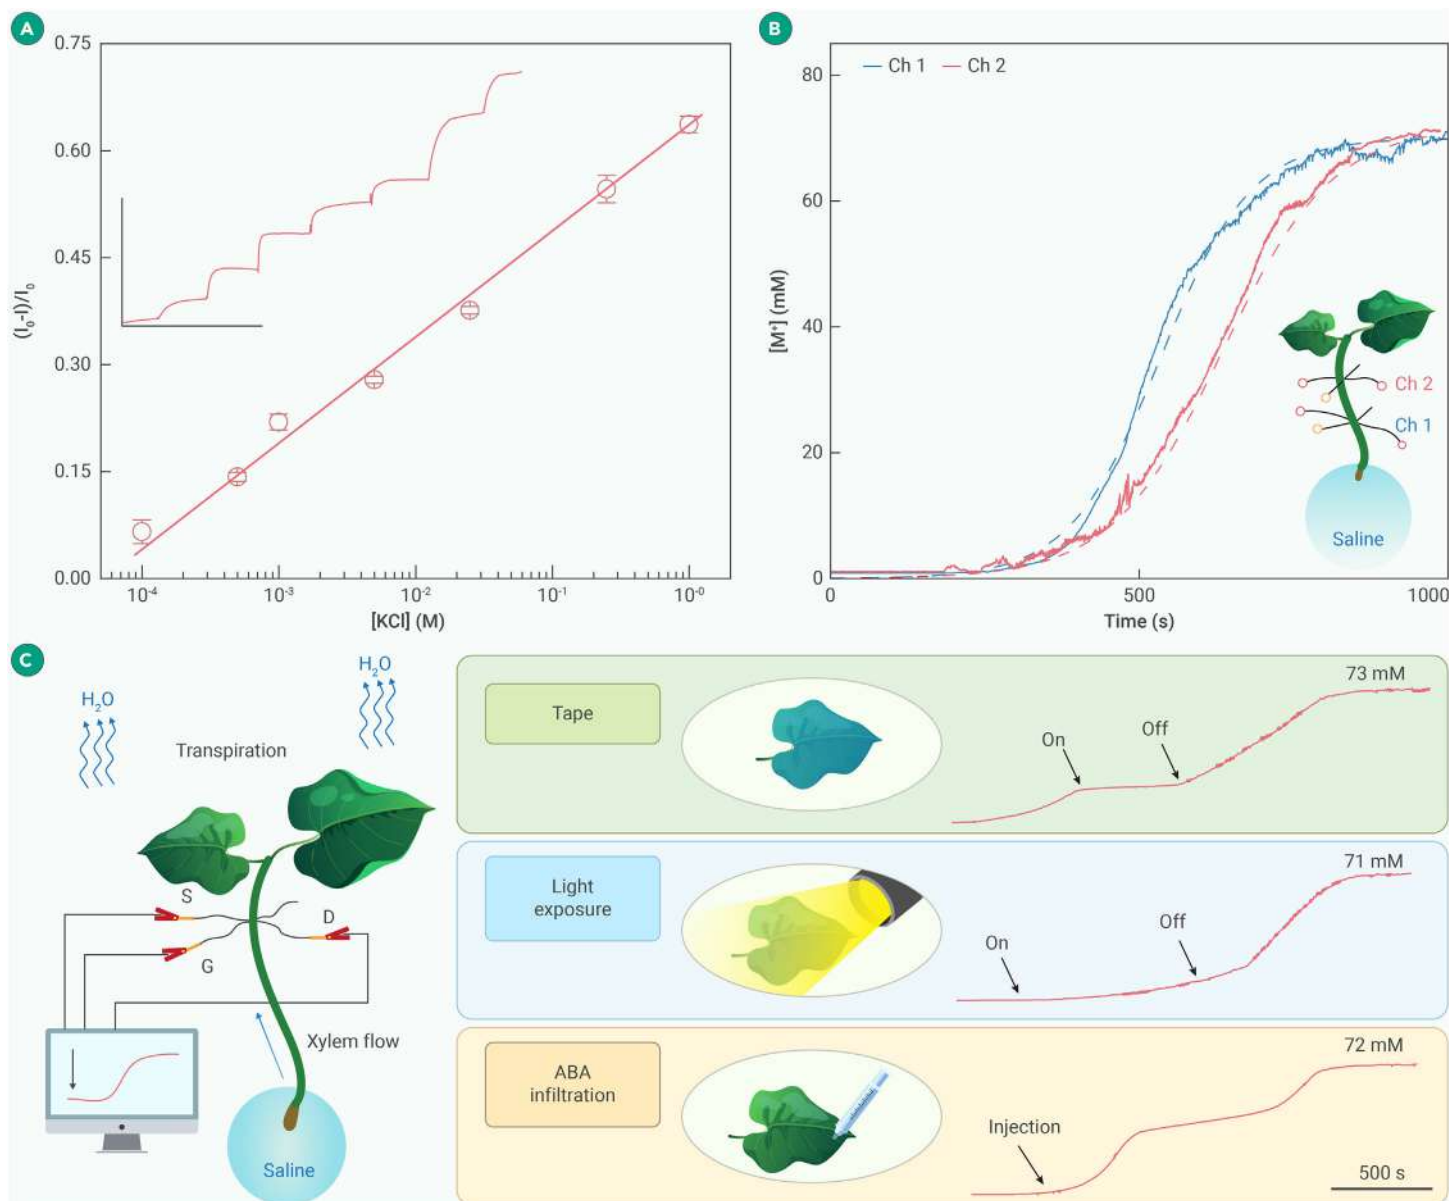 A
0.75
0.60
0.45
0.30
0.15
0.00
(I₀-I)/I₀
10⁻⁴
10⁻³
10⁻²
10⁻¹
10⁻⁰
[KCl] (M)
B
Ch 1
Ch 2
80
60
40
20
0
[M⁺] (mM)
Ch 2
Ch 1
Saline
0
500
1000
Time (s)
C
H₂O
H₂O
Transpiration
S
D
G
Xylem flow
Saline
Tape
On
Off
73 mM
Light
exposure
On
Off
71 mM
ABA
infiltration
Injection
72 mM
500 s